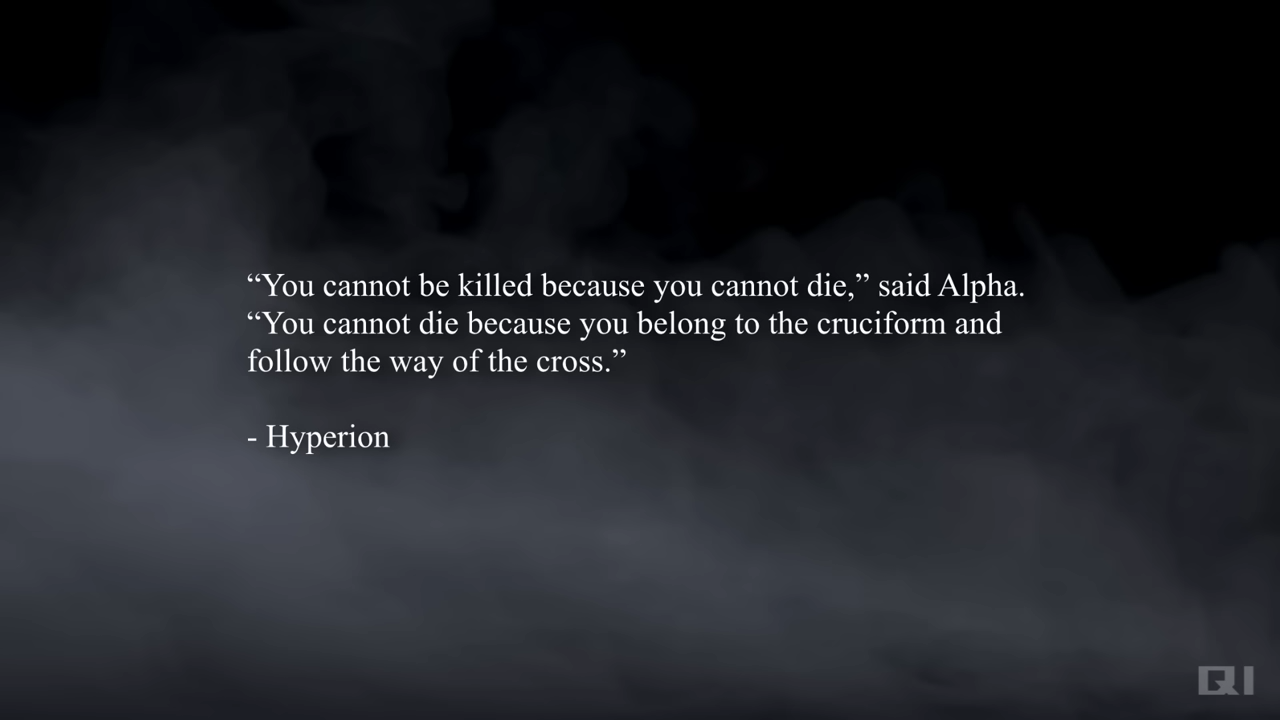 “You cannot be killed because you cannot die,” said Alpha.
“You cannot die because you belong to the cruciform and
follow the way of the cross.”
- Hyperion
QI